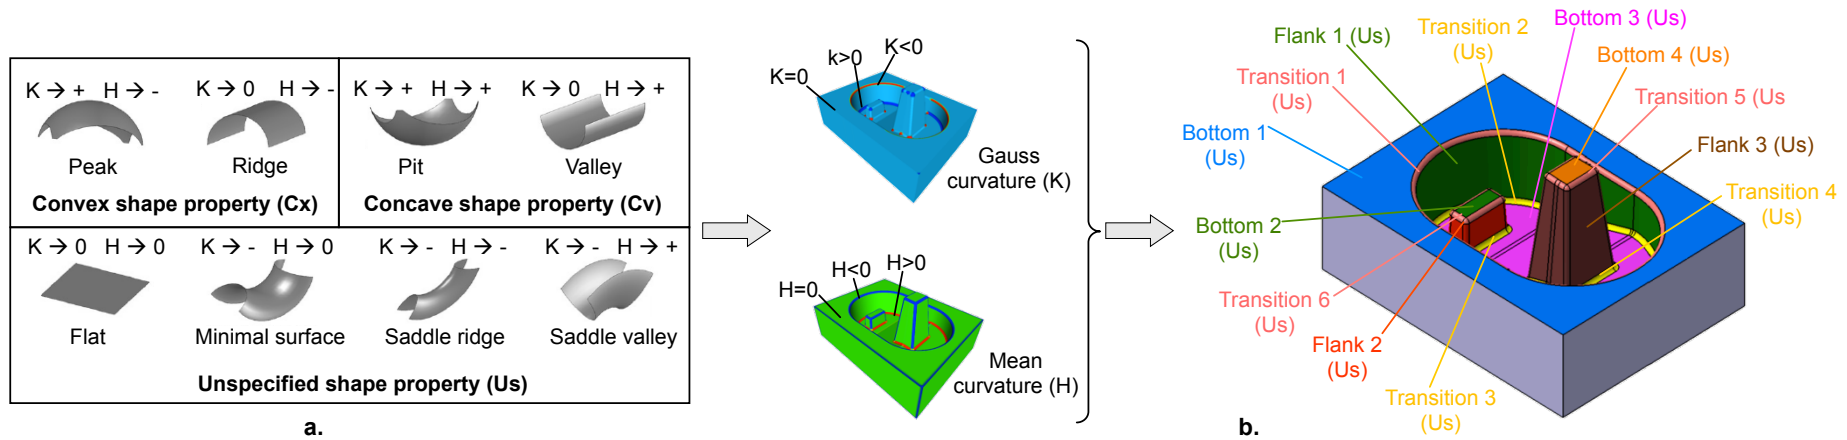 K → + H → -
K → 0 H → -
K → + H → +
K → 0 H → +
Peak
Ridge
Pit
Valley
Convex shape property (Cx)
Concave shape property (Cv)
K → 0 H → 0
K → - H → 0
K → - H → -
K → - H → +
Flat
Minimal surface
Saddle ridge
Saddle valley
Unspecified shape property (Us)
a.
K=0
k>0
K<0
Gauss
curvature (K)
H=0
H<0
H>0
Mean
curvature (H)
Flank 1 (Us)
Transition 2
(Us)
Bottom 3 (Us)
Bottom 4 (Us)
Transition 1
(Us)
Transition 5 (Us
Bottom 1
(Us)
Flank 3 (Us)
Transition 4
(Us)
Bottom 2
(Us)
Transition 6
(Us)
Flank 2
(Us)
Transition 3
(Us)
b.